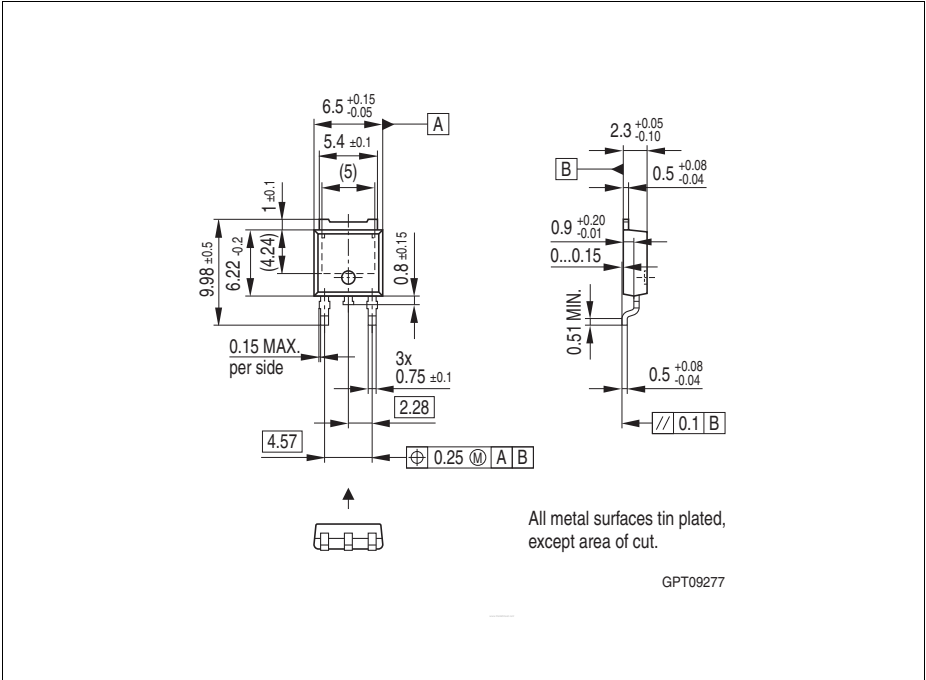 6.5 +0.15 -0.05
A
5.4 ±0.1
(5)
1 ±0.1
9.98 ±0.5
6.22 -0.2
(4.24)
0.8 ±0.15
0.15 MAX.
per side
3x
0.75 ±0.1
2.28
4.57
⌖ 0.25 Ⓜ A B
2.3 +0.05 -0.10
B
0.5 +0.08 -0.04
0.9 +0.20 -0.01
0...0.15
0.51 MIN.
0.5 +0.08 -0.04
// 0.1 B
All metal surfaces tin plated,
except area of cut.
GPT09277